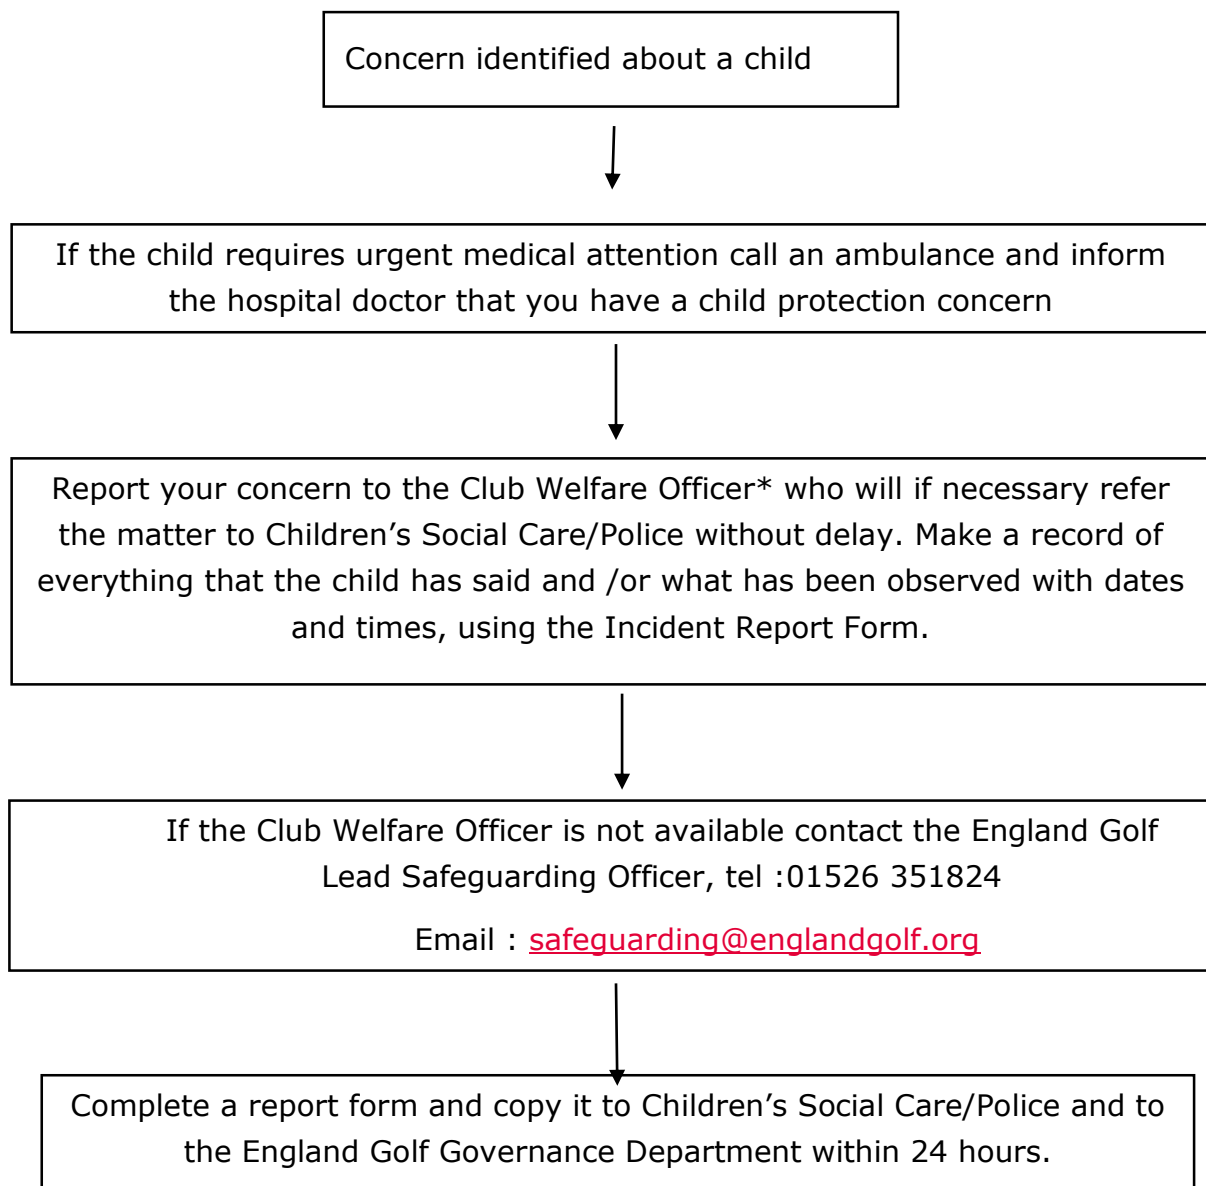 Concern identified about a child
If the child requires urgent medical attention call an ambulance and inform
the hospital doctor that you have a child protection concern
Report your concern to the Club Welfare Officer* who will if necessary refer
the matter to Children’s Social Care/Police without delay. Make a record of
everything that the child has said and /or what has been observed with dates
and times, using the Incident Report Form.
If the Club Welfare Officer is not available contact the England Golf
Lead Safeguarding Officer, tel :01526 351824
Email : safeguarding@englandgolf.org
Complete a report form and copy it to Children’s Social Care/Police and to
the England Golf Governance Department within 24 hours.